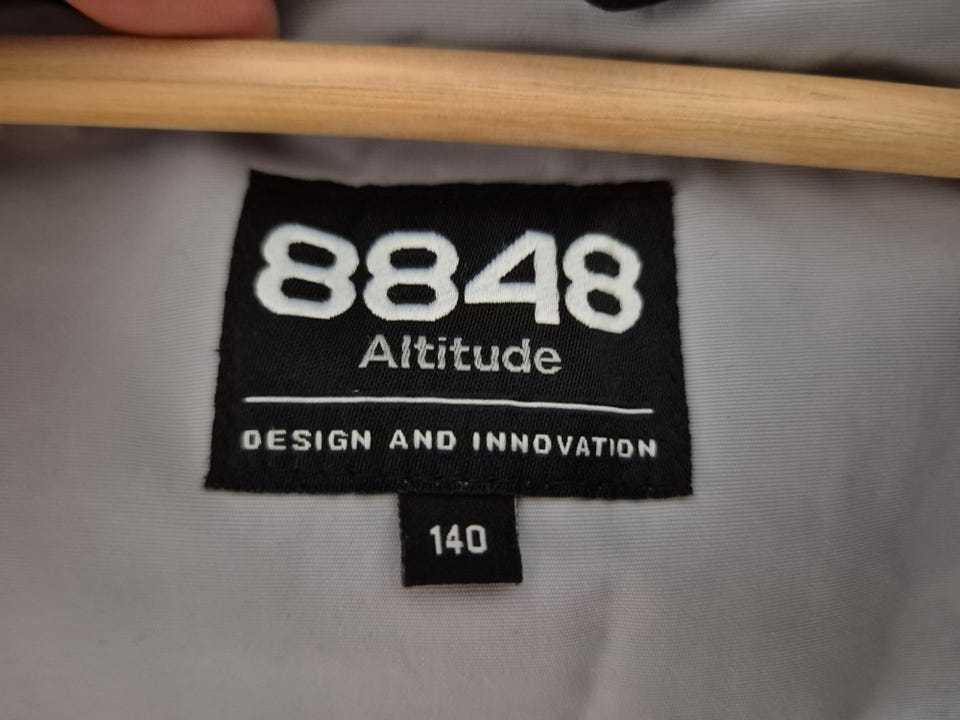 8848
Altitude
DESIGN AND INNOVATION
140